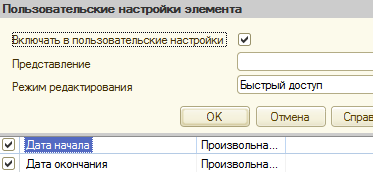 Пользовательские настройки элемента
Включать в пользовательские настройки
Представление
Режим редактирования Быстрый доступ
OK Отмена Справ
Дата начала Произвольна...
Дата окончания Произвольна...